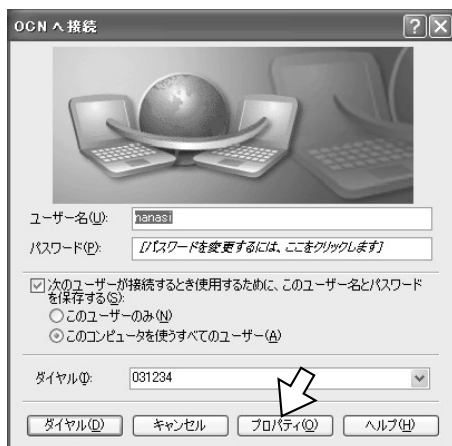 OCN へ接続
ユーザー名(U):
nanasi
パスワード(P):
[パスワードを変更するには、ここをクリックします]
次のユーザーが接続するとき使用するために、このユーザー名とパスワード
を保存する(S):
このユーザーのみ(N)
このコンピュータを使うすべてのユーザー(A)
ダイヤル(I):
031234
ダイヤル(D)
キャンセル
プロパティ(O)
ヘルプ(H)